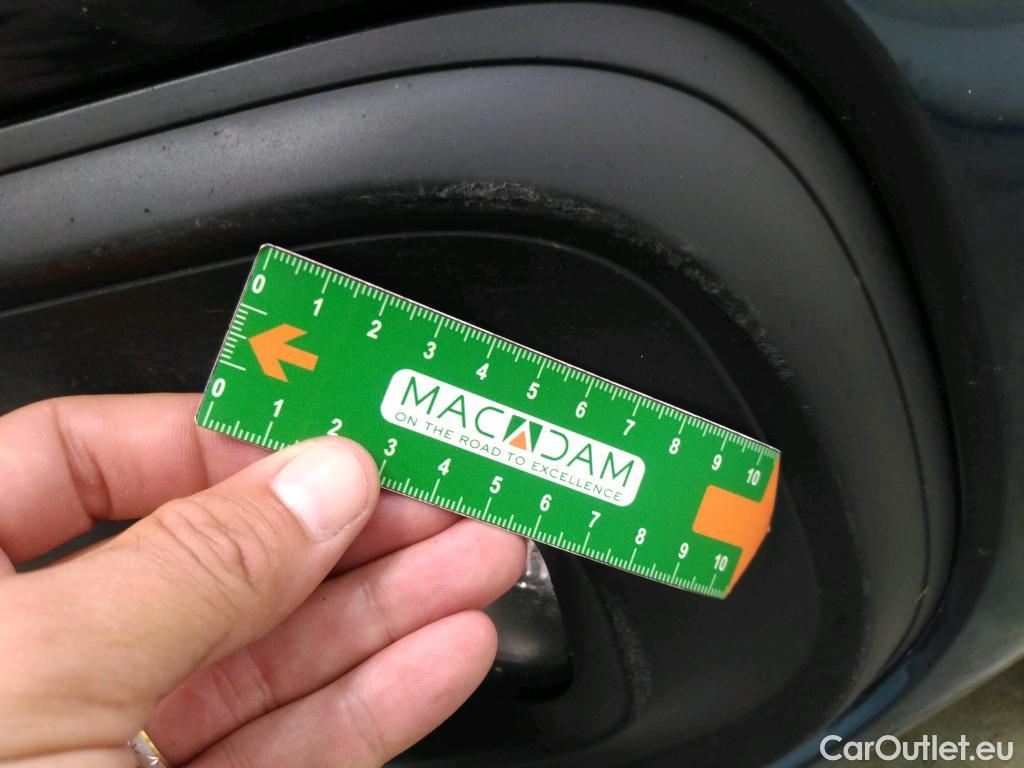 0 1 2 3 4 5 6 7 8 9 10
MACADAM
ON THE ROAD TO EXCELLENCE
0 1 2 3 4 5 6 7 8 9 10
CarOutlet.eu